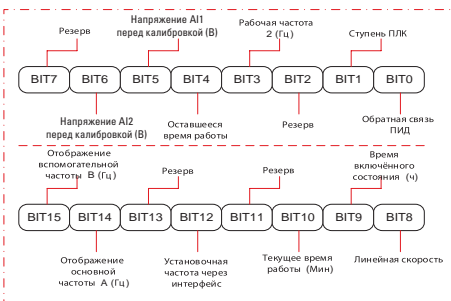 Резерв
Напряжение AI1
перед калибровкой (В)
Рабочая частота
2 (Гц)
Ступень ПЛК
BIT7 BIT6 BIT5 BIT4 BIT3 BIT2 BIT1 BIT0
Напряжение AI2
перед калибровкой (В)
Оставшееся
время работы
Резерв
Обратная связь
ПИД
Отображение
вспомогательной
частоты В (Гц)
Резерв
Резерв
Время
включённого
состояния (ч)
BIT15 BIT14 BIT13 BIT12 BIT11 BIT10 BIT9 BIT8
Отображение
основной
частоты А (Гц)
Установочная
частота через
интерфейс
Текущее время
работы (Мин)
Линейная скорость